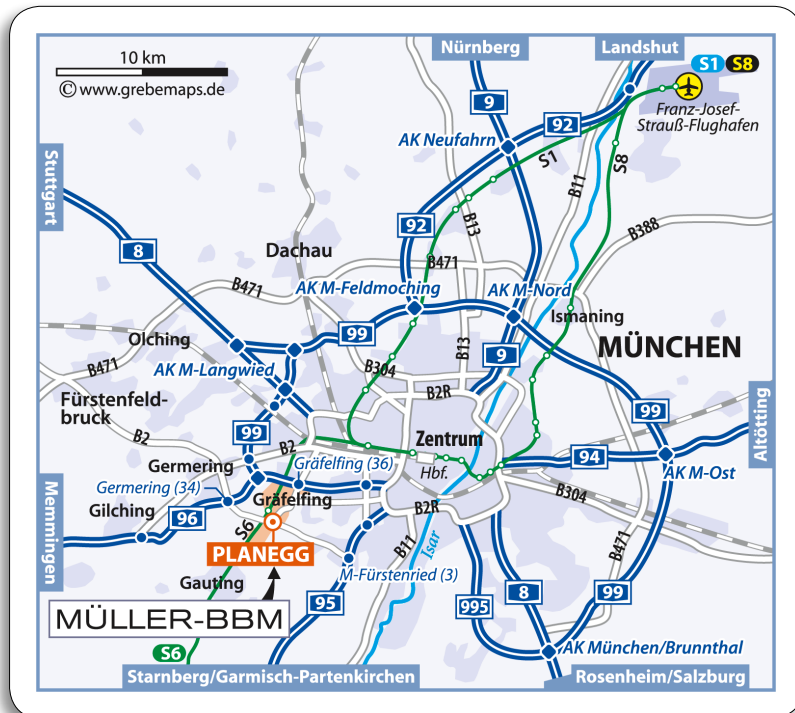 Nürnberg
Landshut
S1 S8
10 km
© www.grebemaps.de
9
92
Franz-Josef-
Strauß-Flughafen
AK Neufahrn
S1
S8
B11
Stuttgart
92
B13
B388
8
Dachau
B471
B471
AK M-Feldmoching
AK M-Nord
Ismaning
99
Olching
B304
B13
9
MÜNCHEN
B471
AK M-Langwied
Fürstenfeld-
bruck
B2R
99
Altötting
B2
99
B2
Zentrum
Germering
Gräfelfing (36)
Hbf.
94
AK M-Ost
Germering (34)
Gräfelfing
B304
Memmingen
Gilching
96
S6
B2R
PLANEGG
B11
Isar
B471
Gauting
M-Fürstenried (3)
MÜLLER-BBM
95
995
8
99
S6
AK München/Brunnthal
Starnberg/Garmisch-Partenkirchen
Rosenheim/Salzburg